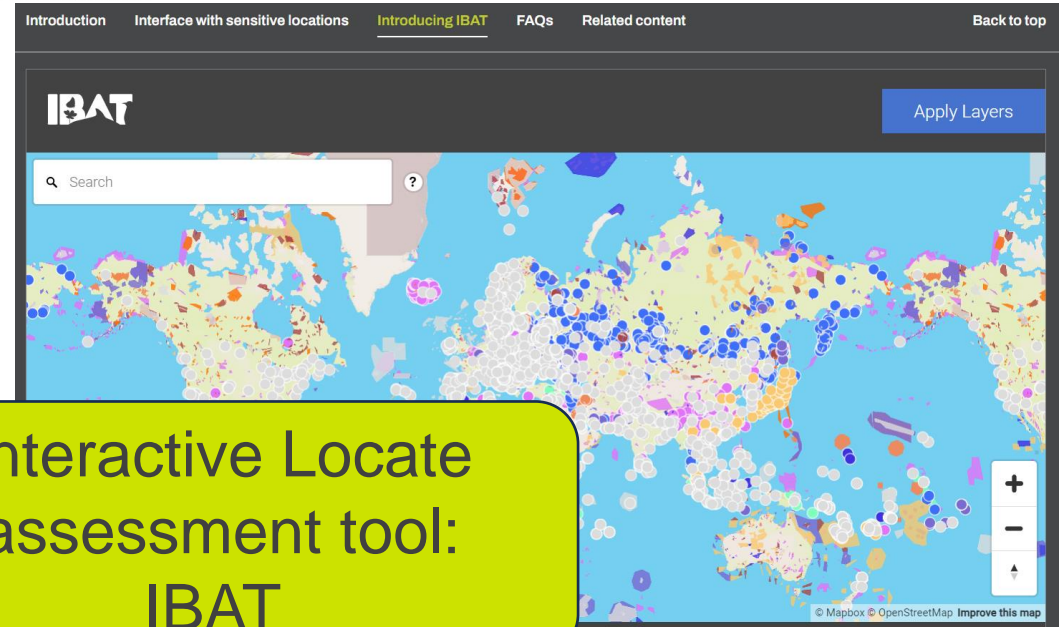 Introduction Interface with sensitive locations Introducing IBAT FAQs Related content Back to top
IBAT
Apply Layers
Search
?
+
−
© Mapbox © OpenStreetMap Improve this map
nteractive Locate
assessment tool:
IBAT